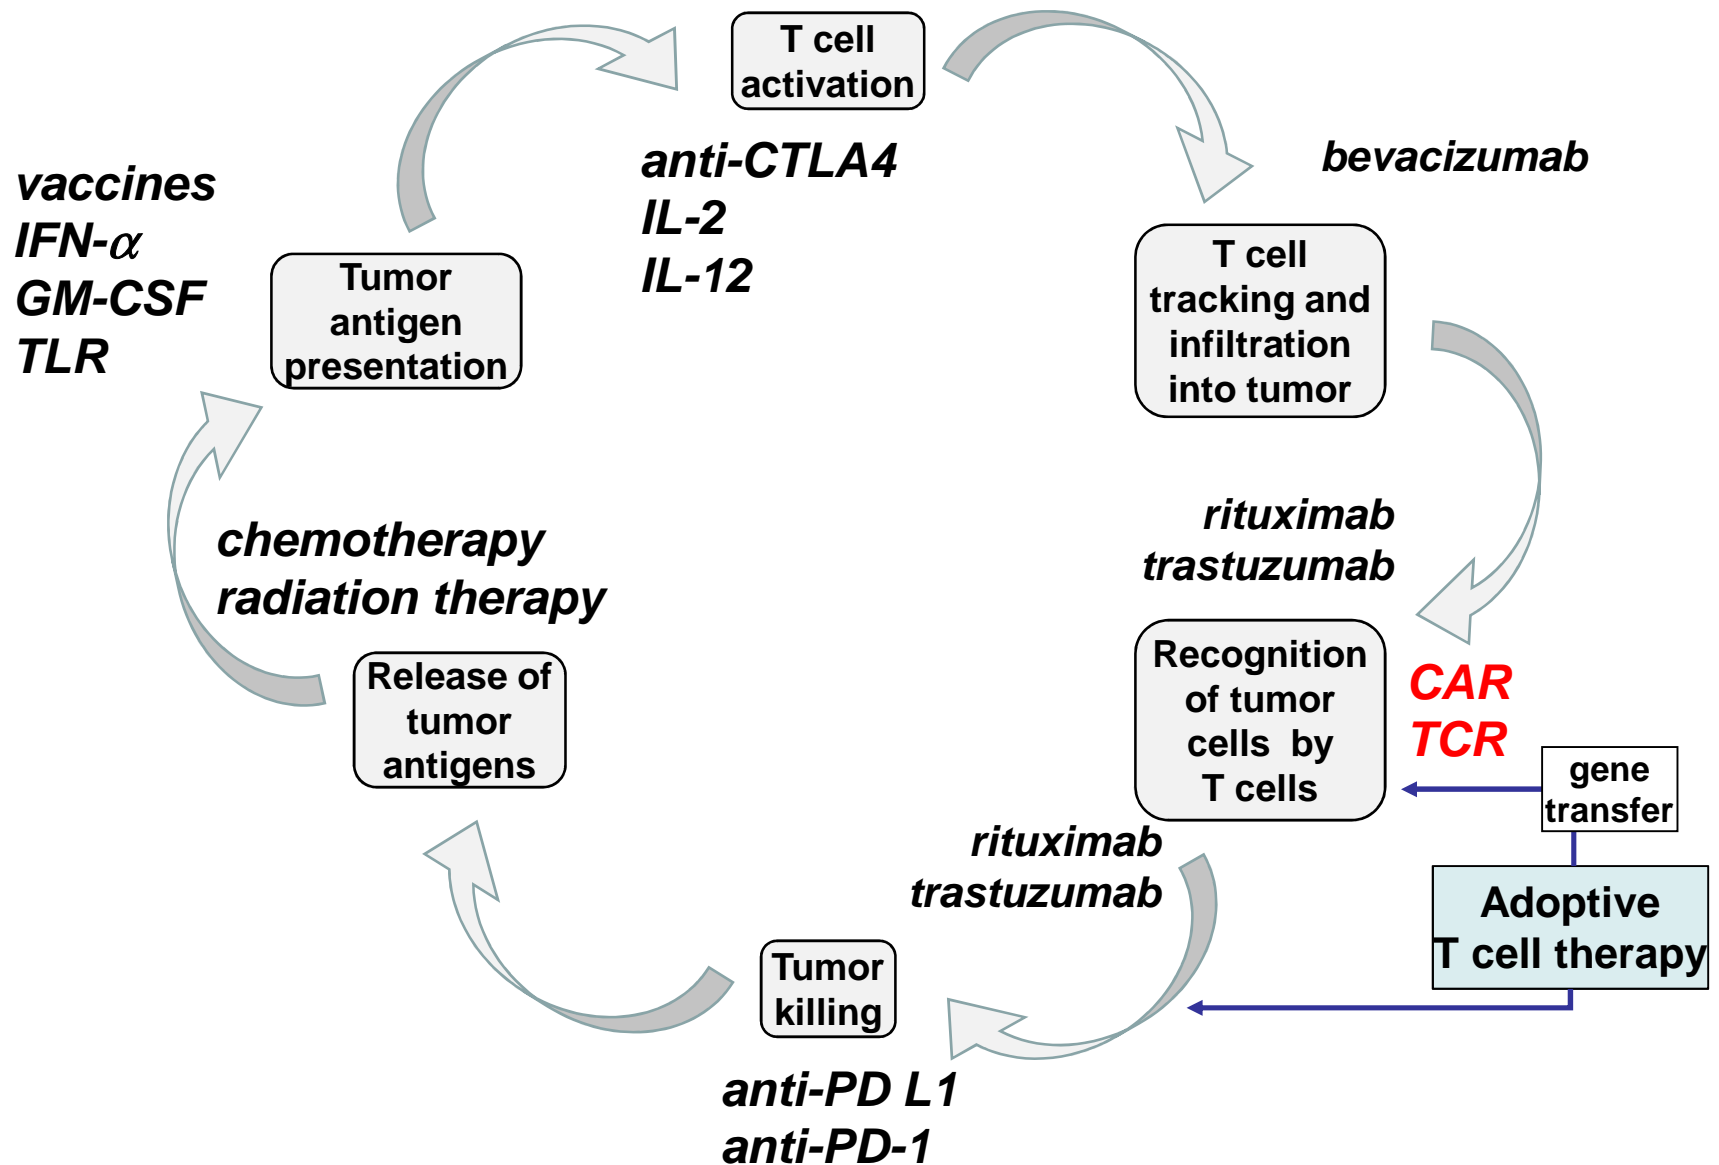 T cell
activation
anti-CTLA4
IL-2
IL-12
bevacizumab
vaccines
IFN-α
GM-CSF
TLR
Tumor
antigen
presentation
T cell
tracking and
infiltration
into tumor
chemotherapy
radiation therapy
rituximab
trastuzumab
Release of
tumor
antigens
Recognition
of tumor
cells by
T cells
CAR
TCR
gene
transfer
rituximab
trastuzumab
Adoptive
T cell therapy
Tumor
killing
anti-PD L1
anti-PD-1